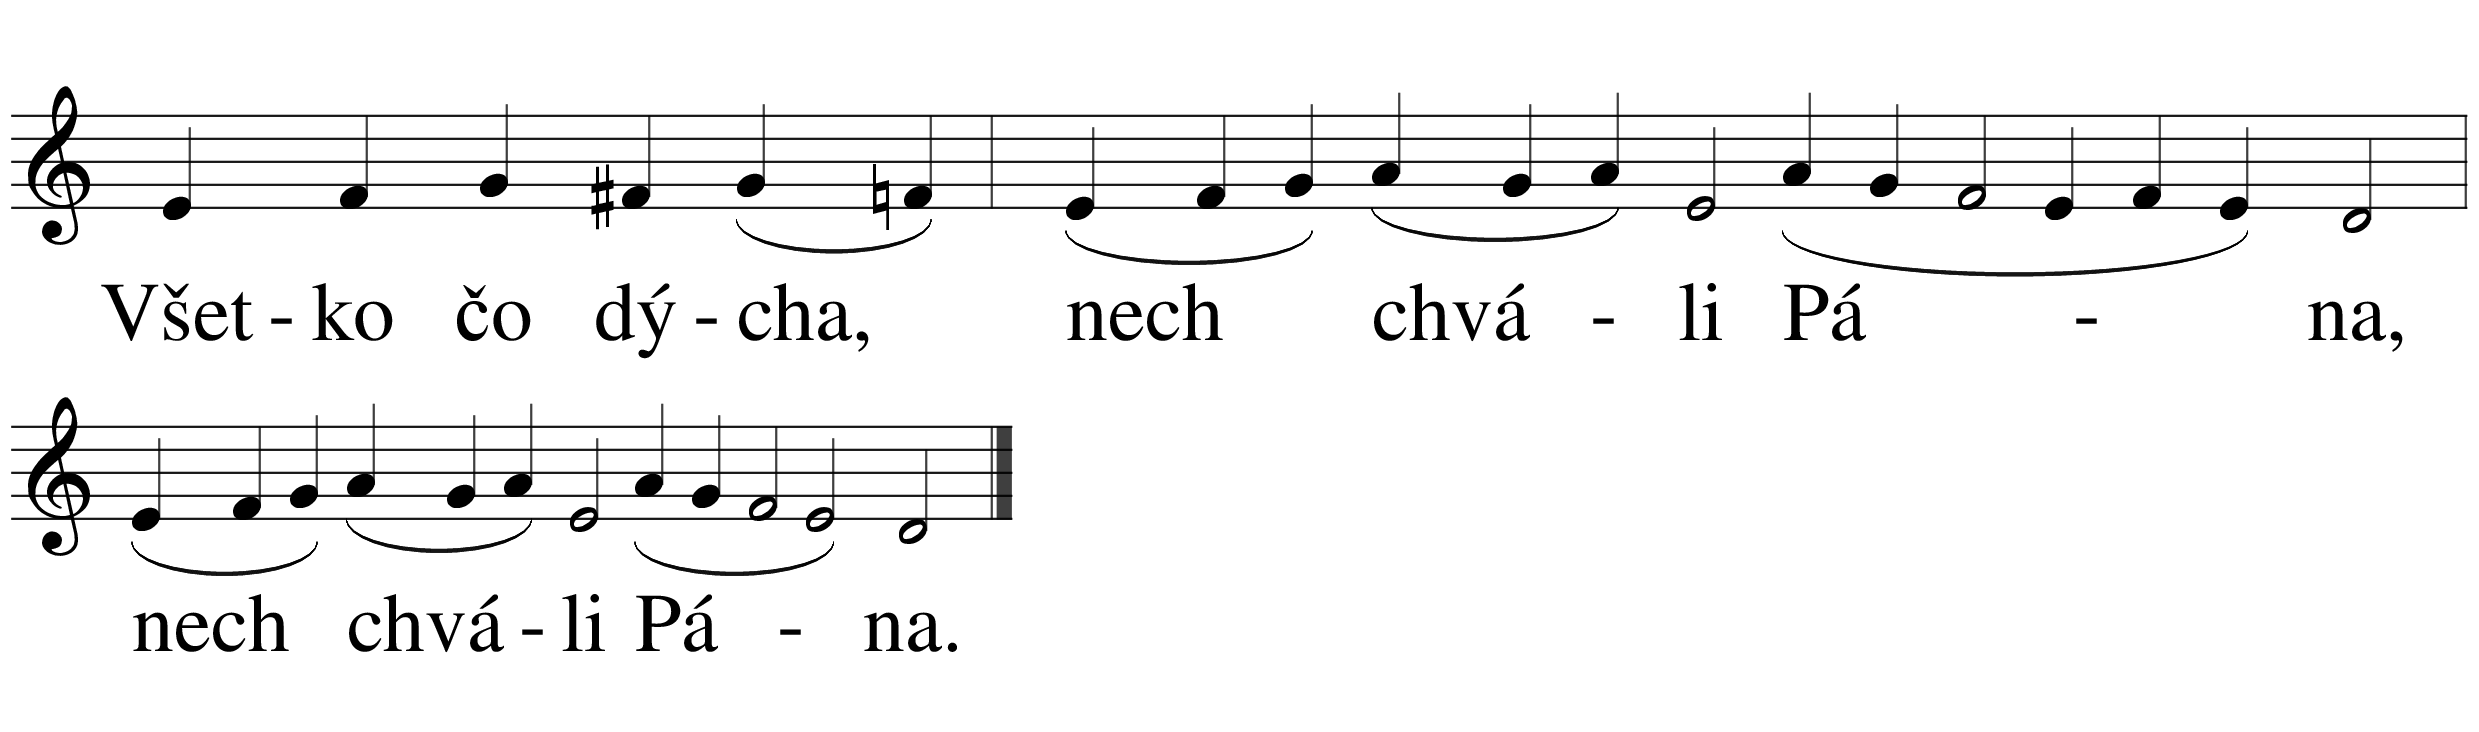 Všet - ko čo dý - cha, nech chvá - li Pá - na,
nech chvá - li Pá - na.